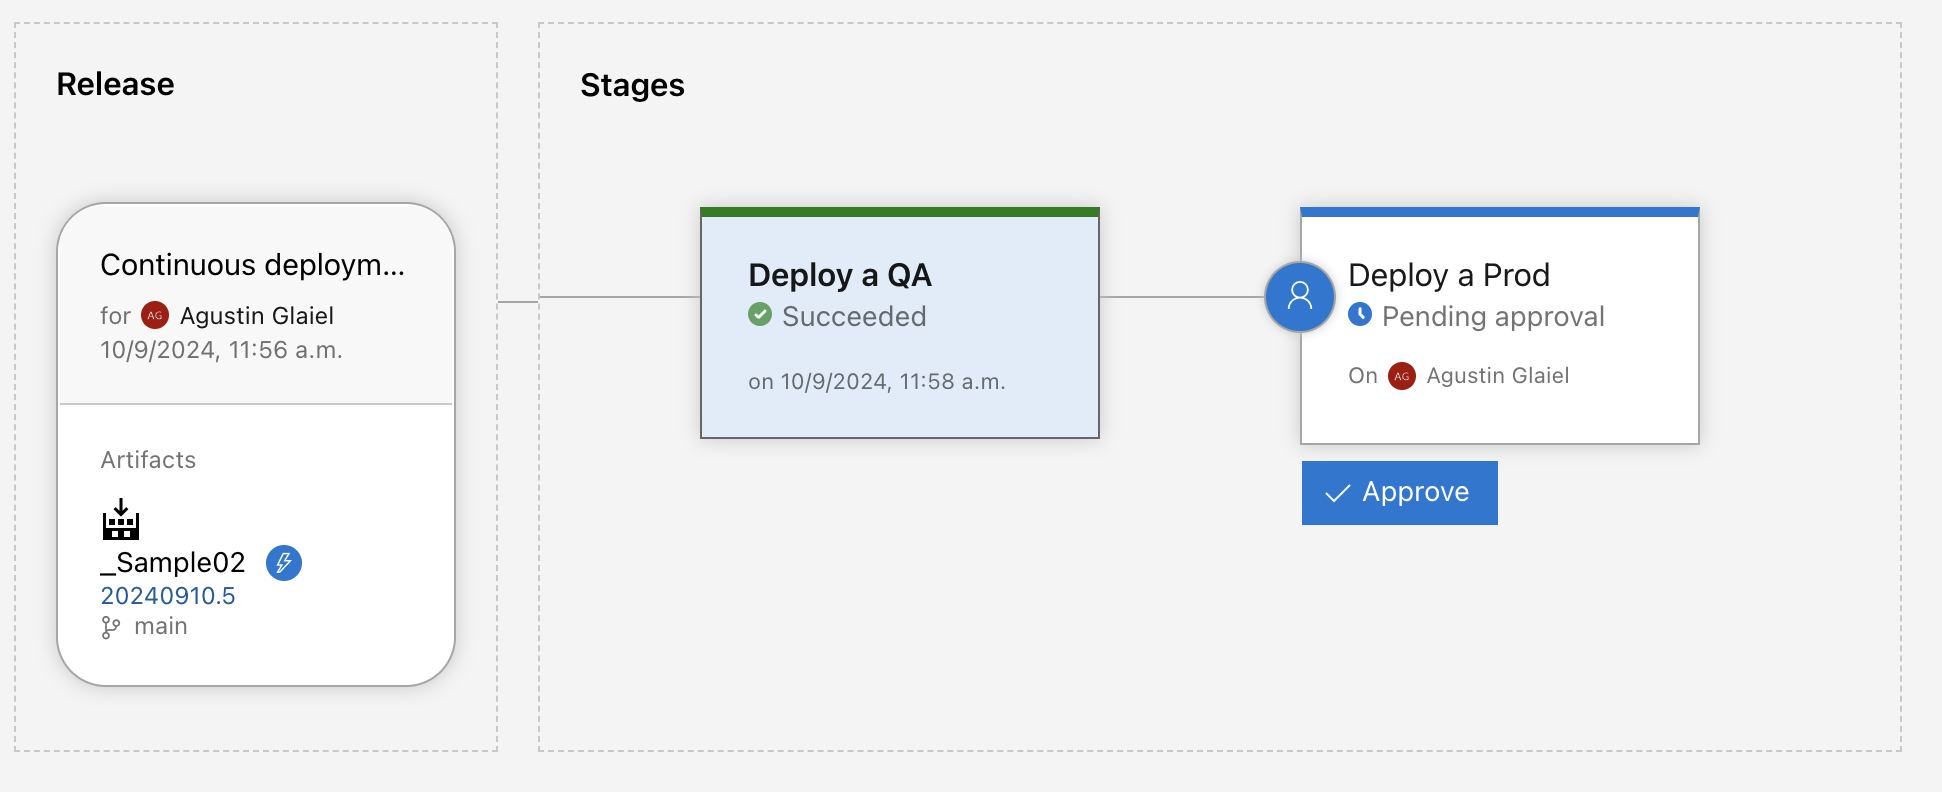 Release
Continuous deploym...
for AG Agustin Glaiel
10/9/2024, 11:56 a.m.
Artifacts
_Sample02
20240910.5
main
Stages
Deploy a QA
Succeeded
on 10/9/2024, 11:58 a.m.
Deploy a Prod
Pending approval
On AG Agustin Glaiel
Approve